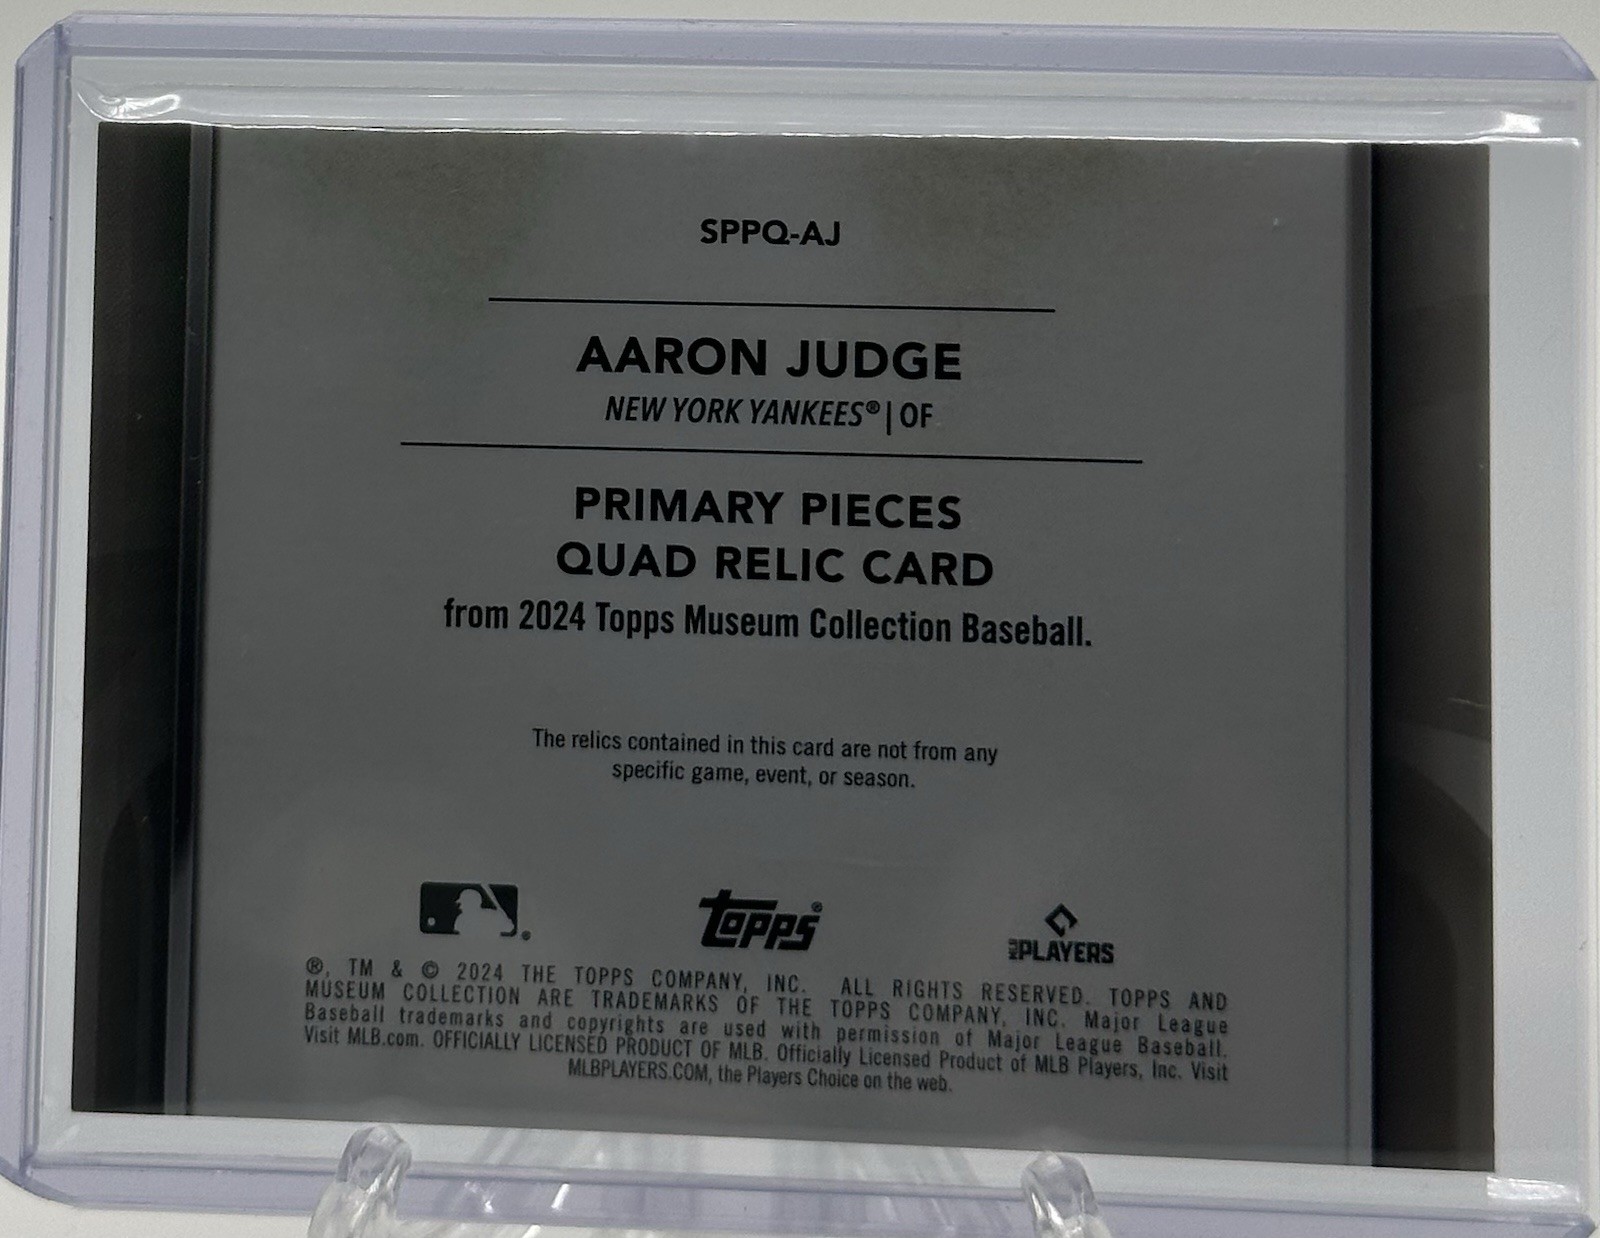 SPPQ-AJ
AARON JUDGE
NEW YORK YANKEES® | OF
PRIMARY PIECES
QUAD RELIC CARD
from 2024 Topps Museum Collection Baseball.
The relics contained in this card are not from any
specific game, event, or season.
topps®
MLB PLAYERS
®, TM & © 2024 THE TOPPS COMPANY, INC. ALL RIGHTS RESERVED. TOPPS AND
MUSEUM COLLECTION ARE TRADEMARKS OF THE TOPPS COMPANY, INC. Major League
Baseball trademarks and copyrights are used with permission of Major League Baseball.
Visit MLB.com. OFFICIALLY LICENSED PRODUCT OF MLB. Officially Licensed Product of MLB Players, Inc. Visit
MLBPLAYERS.COM, the Players Choice on the web.